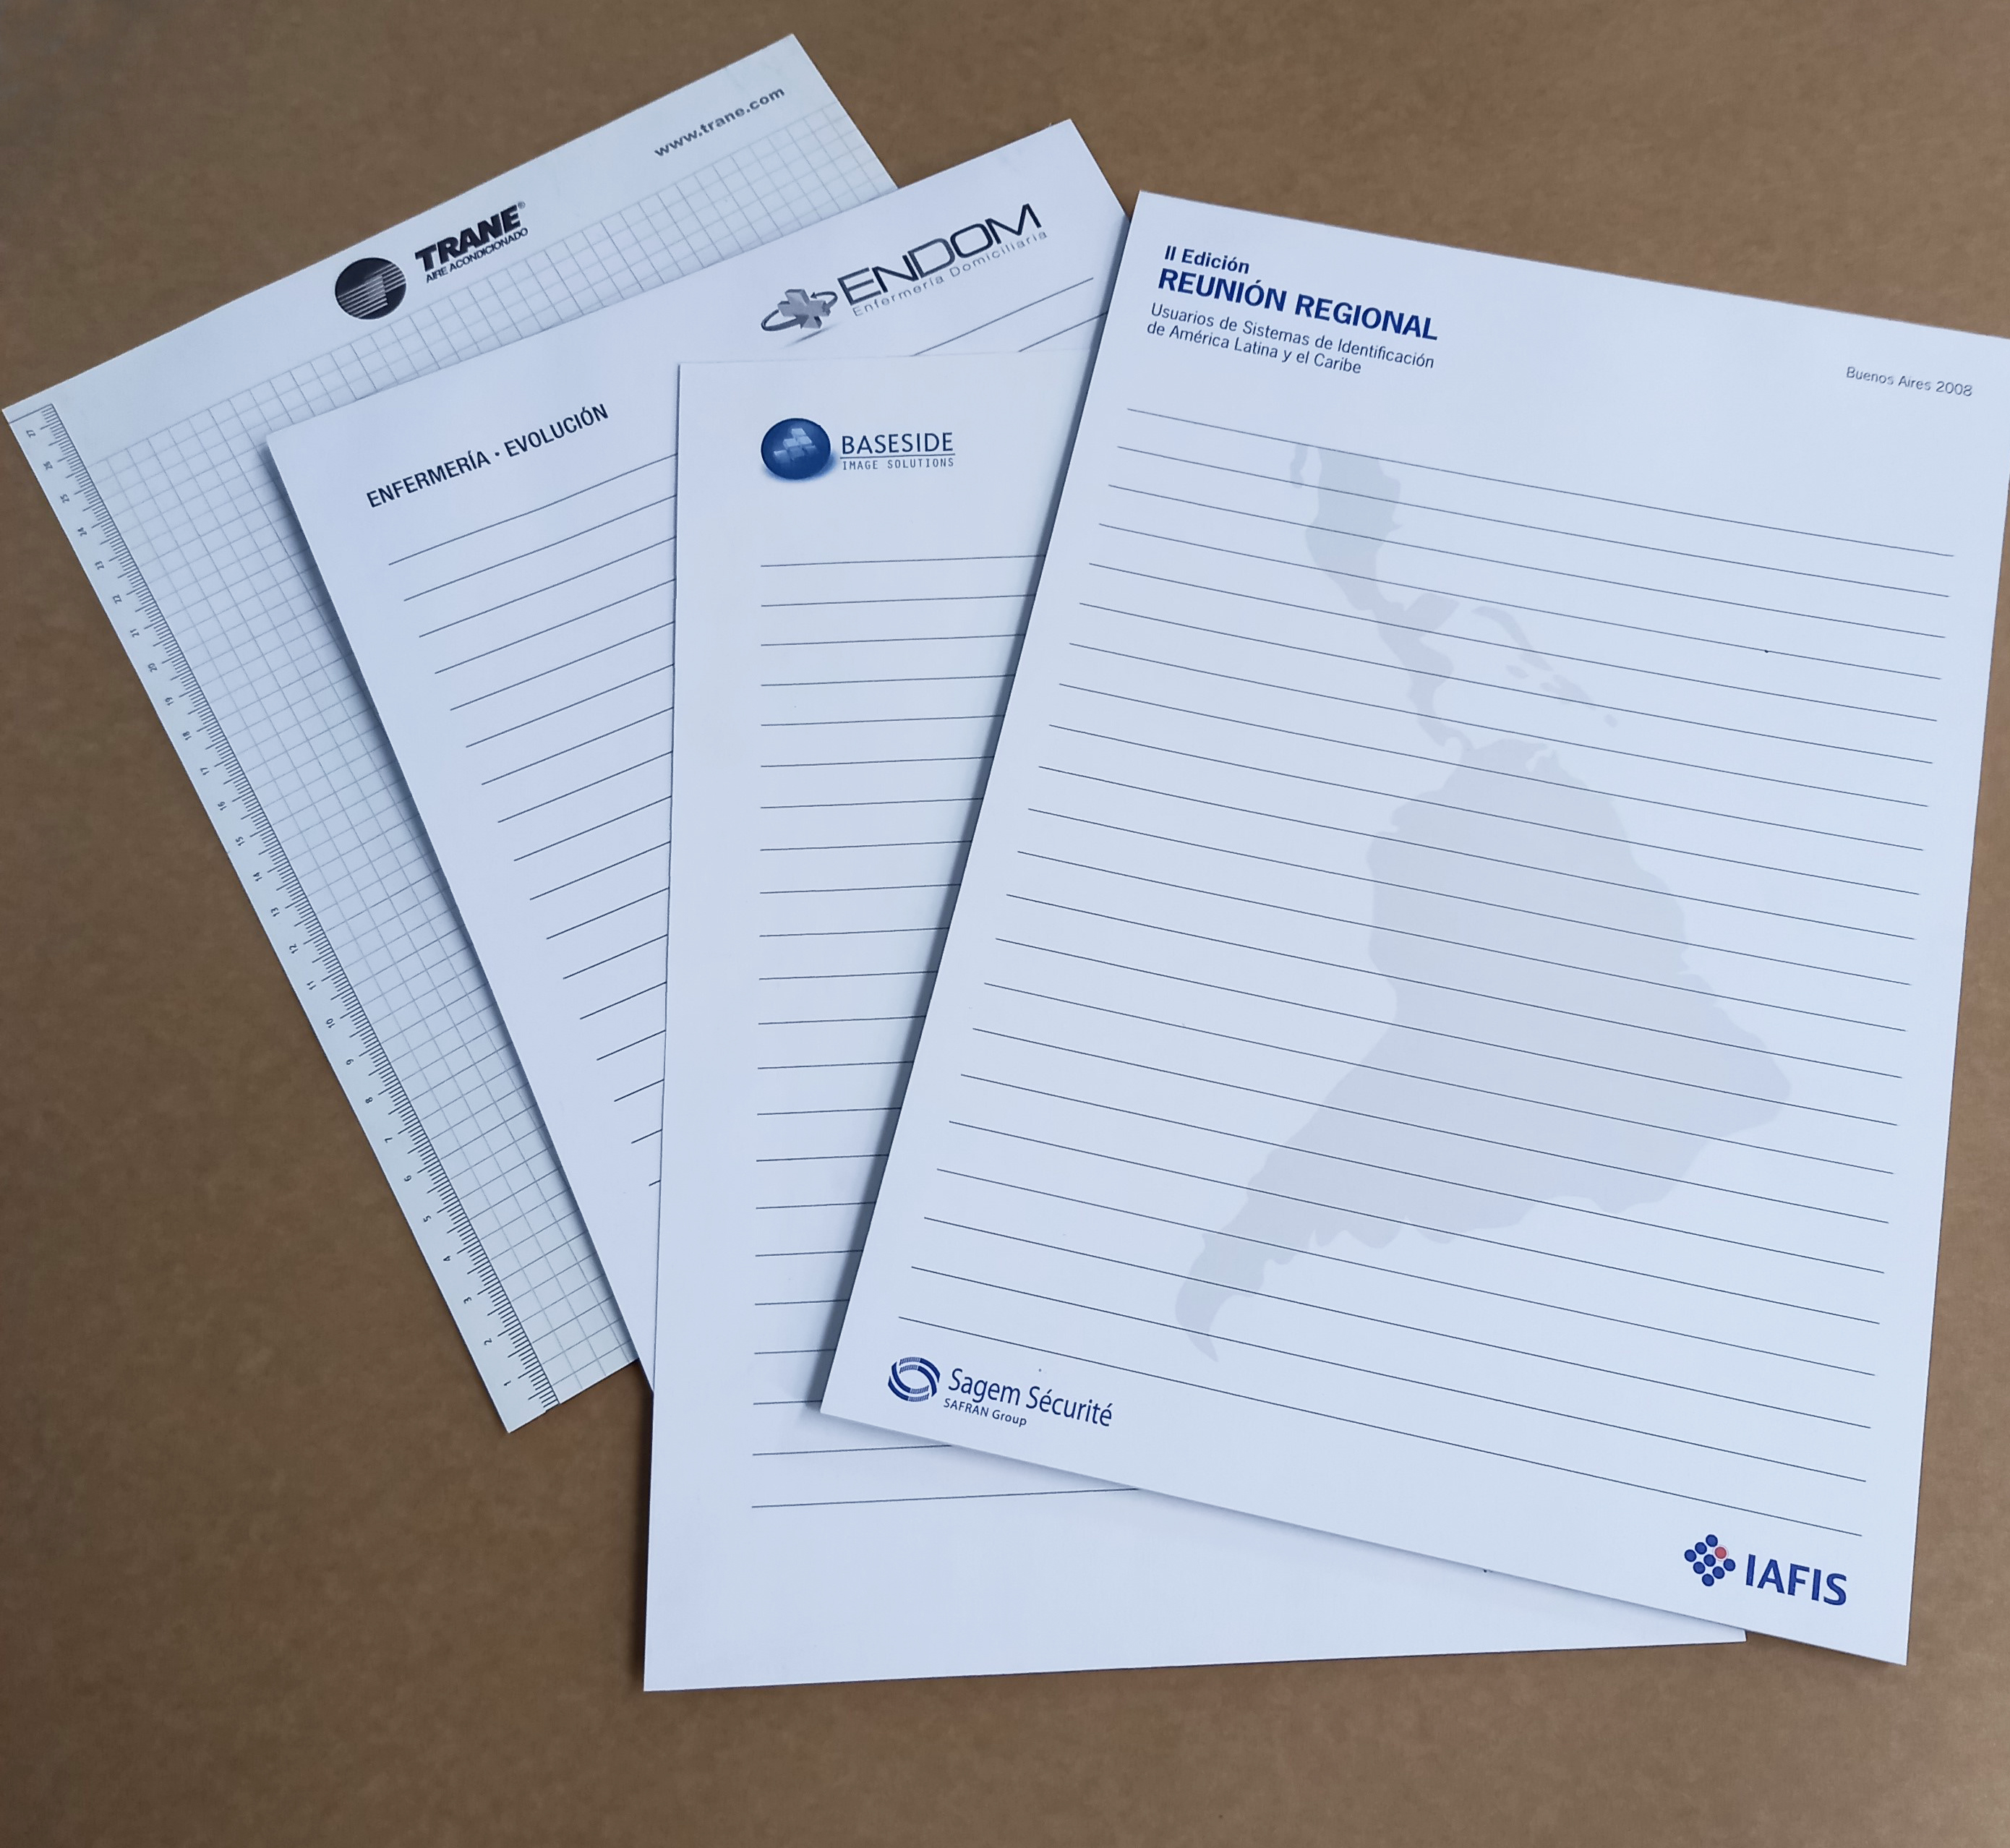 www.trane.com
TRANE®
AIRE ACONDICIONADO
27
26
25
24
23
22
21
20
19
18
17
16
15
14
13
12
11
10
9
8
7
6
5
4
3
2
1
ENDOM
Enfermería Domiciliaria
ENFERMERÍA · EVOLUCIÓN
BASESIDE
IMAGE SOLUTIONS
II Edición
REUNIÓN REGIONAL
Usuarios de Sistemas de Identificación
de América Latina y el Caribe
Buenos Aires 2008
Sagem Sécurité
SAFRAN Group
IAFIS